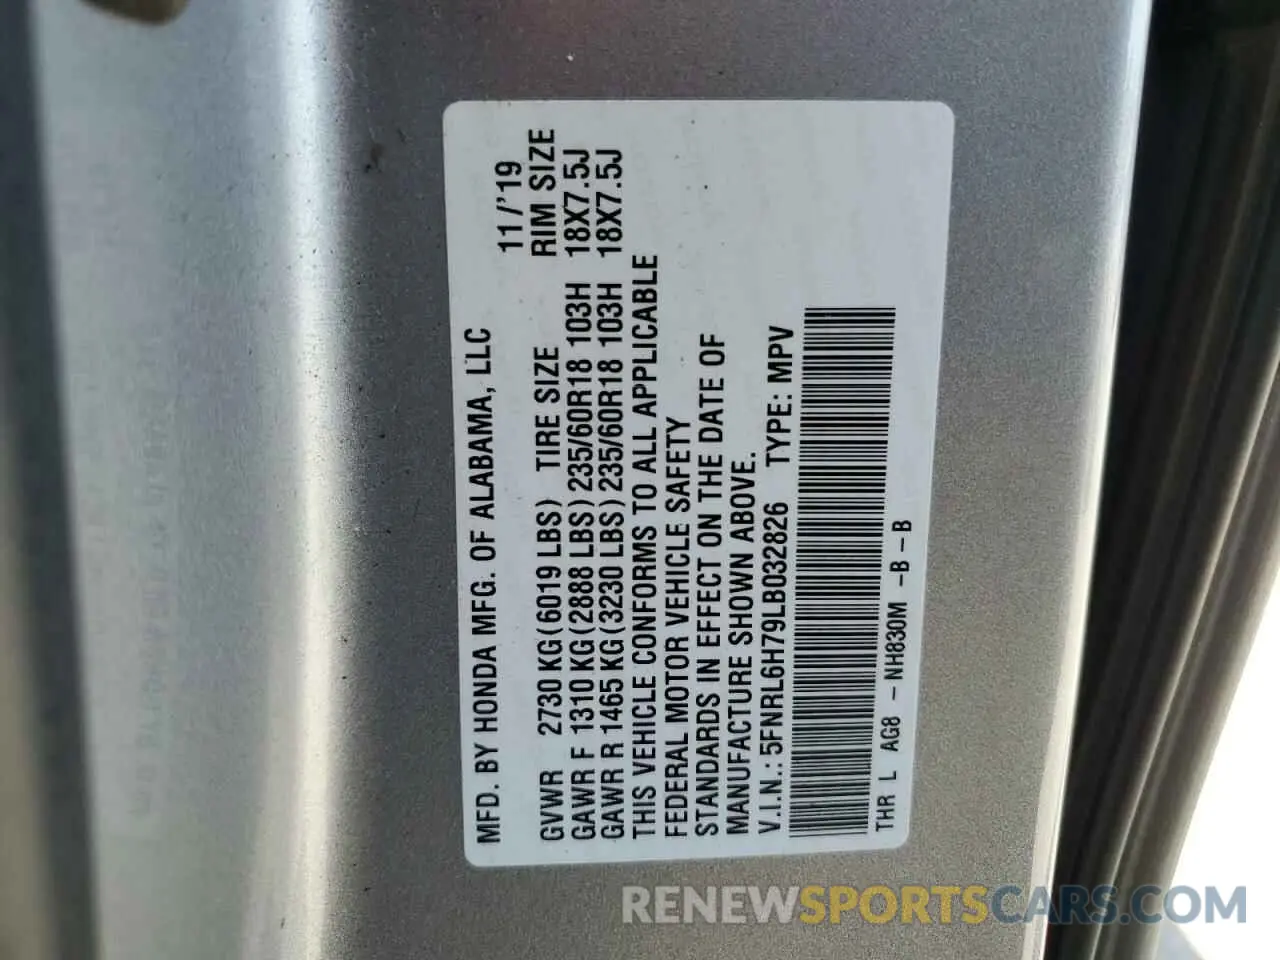 MFD. BY HONDA MFG. OF ALABAMA, LLC 11/'19
GVWR 2730 KG (6019 LBS) TIRE SIZE RIM SIZE
GAWR F 1310 KG (2888 LBS) 235/60R18 103H 18X7.5J
GAWR R 1465 KG (3230 LBS) 235/60R18 103H 18X7.5J
THIS VEHICLE CONFORMS TO ALL APPLICABLE
FEDERAL MOTOR VEHICLE SAFETY
STANDARDS IN EFFECT ON THE DATE OF
MANUFACTURE SHOWN ABOVE.
V.I.N.: 5FNRL6H79LB032826 TYPE: MPV
THR L AG8 - NH830M -B-B
RENEWSPORTSCARS.COM